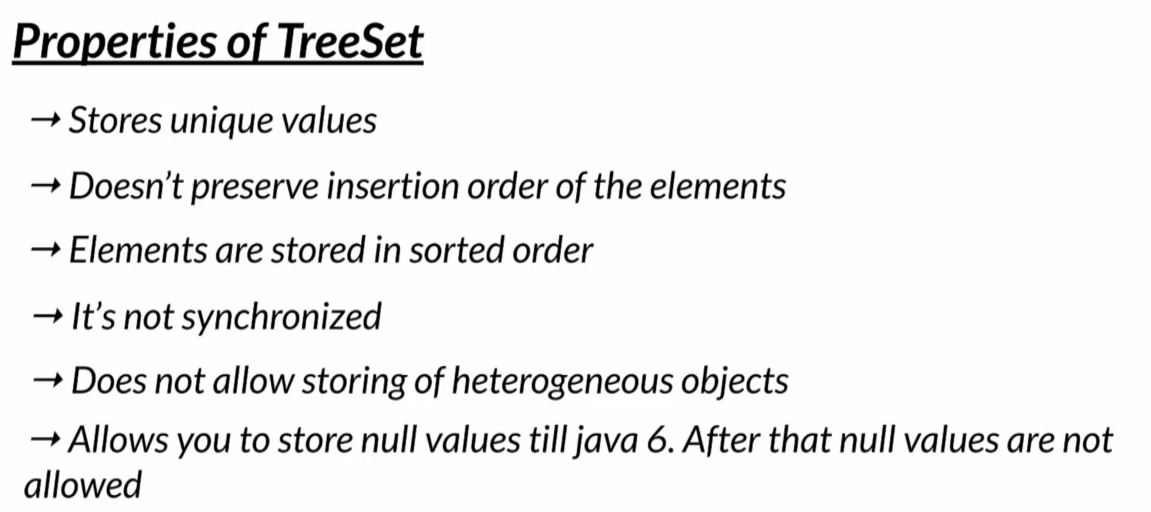 Properties of TreeSet
→ Stores unique values
→ Doesn’t preserve insertion order of the elements
→ Elements are stored in sorted order
→ It’s not synchronized
→ Does not allow storing of heterogeneous objects
→ Allows you to store null values till java 6. After that null values are not
allowed